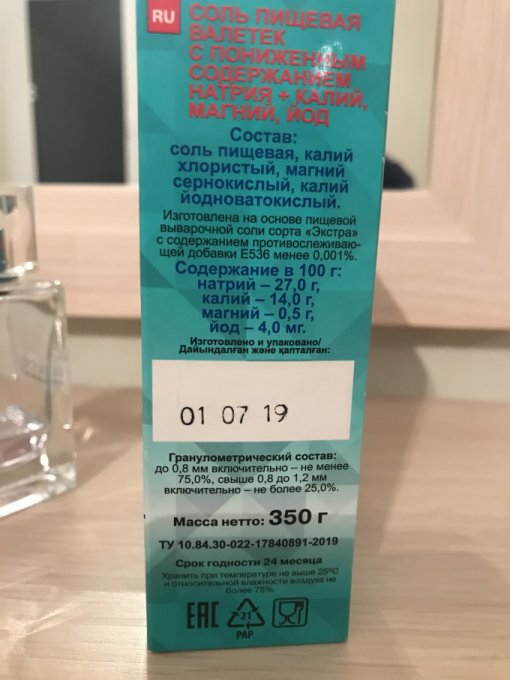 RU
СОЛЬ ПИЩЕВАЯ
ВАЛЕТЕК
С ПОНИЖЕННЫМ
СОДЕРЖАНИЕМ
НАТРИЯ + КАЛИЙ,
МАГНИЙ, ЙОД
Состав:
соль пищевая, калий
хлористый, магний
сернокислый, калий
йодноватокислый.
Изготовлена на основе пищевой
выварочной соли сорта «Экстра»
с содержанием противослеживаю-
щей добавки Е536 менее 0,001%.
Содержание в 100 г:
натрий – 27,0 г,
калий – 14,0 г,
магний – 0,5 г,
йод – 4,0 мг.
Изготовлено и упаковано/
Дайындалған және қапталған:
01 07 19
Гранулометрический состав:
до 0,8 мм включительно – не менее
75,0%, свыше 0,8 до 1,2 мм
включительно – не более 25,0%.
Масса нетто: 350 г
ТУ 10.84.30-022-17840891-2019
Срок годности 24 месяца
Хранить при температуре не выше 25ºС
и относительной влажности воздуха не
более 75%.
EAC
21
PAP